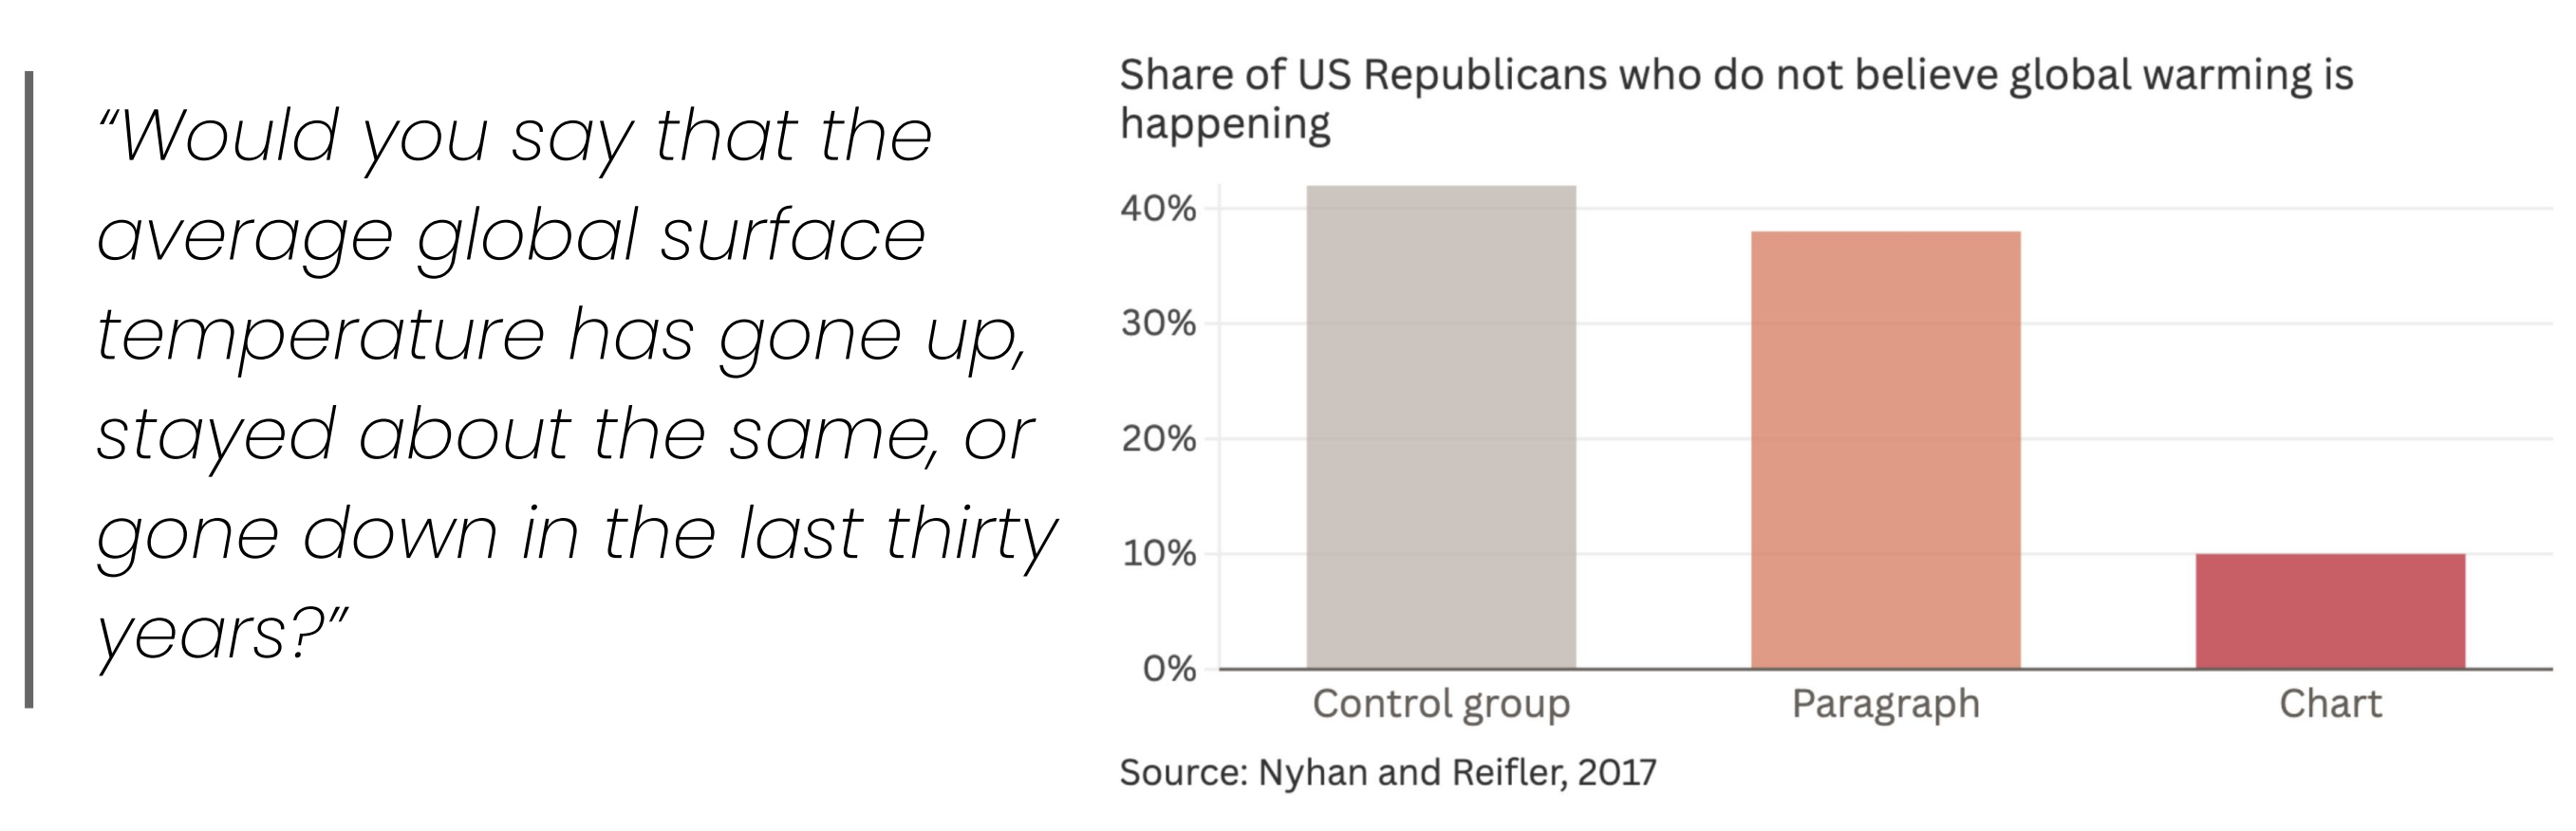 “Would you say that the
average global surface
temperature has gone up,
stayed about the same, or
gone down in the last thirty
years?”
Share of US Republicans who do not believe global warming is
happening
40%
30%
20%
10%
0%
Control group
Paragraph
Chart
Source: Nyhan and Reifler, 2017